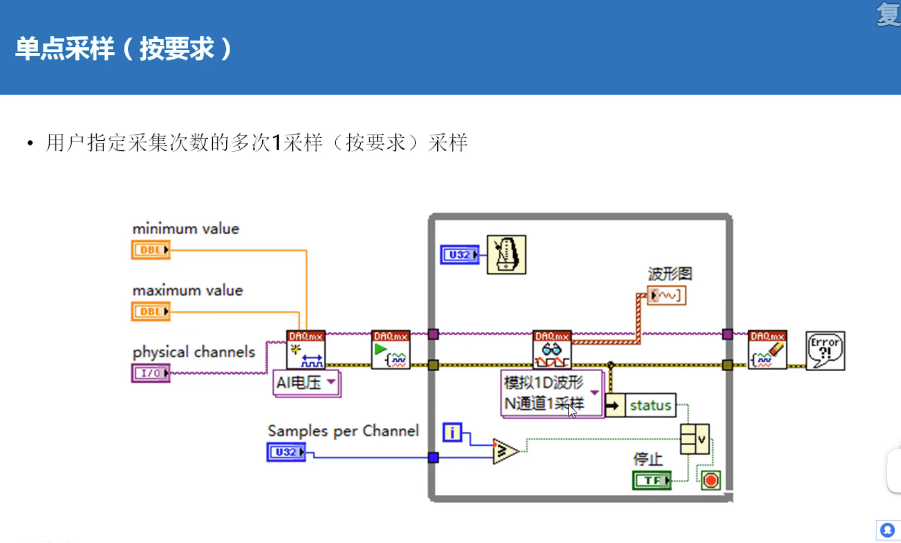 复
单点采样（按要求）
• 用户指定采集次数的多次1采样（按要求）采样
minimum value
DBL
U32
波形图
maximum value
DBL
physical channels
I/O
DAQmx
DAQmx
DAQmx
DAQmx
Error
?!
AI电压
模拟1D波形
N通道1采样
status
Samples per Channel
U32
i
≥
V
停止
TF